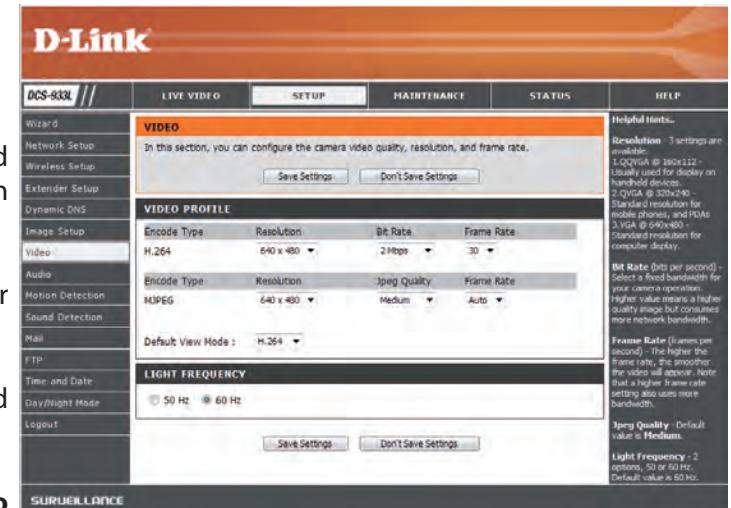 D-Link
DCS-933L
LIVE VIDEO
SETUP
MAINTENANCE
STATUS
HELP
Wizard
Network Setup
Wireless Setup
Extender Setup
Dynamic DNS
Image Setup
Video
Audio
Motion Detection
Sound Detection
Mail
FTP
Time and Date
Day/Night Mode
Logout
VIDEO
In this section, you can configure the camera video quality, resolution, and frame rate.
Save Settings Don't Save Settings
VIDEO PROFILE
Encode Type Resolution Bit Rate Frame Rate
H.264 640 x 480 2 Mbps 30
Encode Type Resolution Jpeg Quality Frame Rate
MJPEG 640 x 480 Medium Auto
Default View Mode : H.264
LIGHT FREQUENCY
50 Hz 60 Hz
Save Settings Don't Save Settings
Helpful Hints..
Resolution - 3 settings are
available.
1.QQVGA @ 160x112 -
Usually used for display on
handheld devices.
2.QVGA @ 320x240 -
Standard resolution for
mobile phones, and PDAs
3.VGA @ 640x480 -
Standard resolution for
computer display.
Bit Rate (bits per second) -
Select a fixed bandwidth for
your camera operation.
Higher value means a higher
quality image but consumes
more network bandwidth.
Frame Rate (frames per
second) - The higher the
frame rate, the smoother
the video will appear. Note
that a higher frame rate
setting also uses more
bandwidth.
Jpeg Quality - Default
value is Medium.
Light Frequency - 2
options, 50 or 60 Hz.
Default value is 60 Hz.
SURVEILLANCE